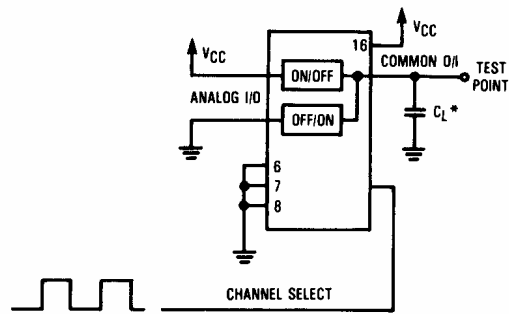 VCC
16
VCC
COMMON O/I
TEST
POINT
ON/OFF
ANALOG I/O
OFF/ON
CL*
6
7
8
CHANNEL SELECT